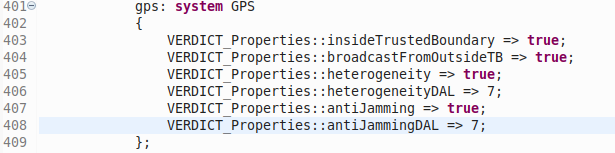 401 gps: system GPS
402 {
403 VERDICT_Properties::insideTrustedBoundary => true;
404 VERDICT_Properties::broadcastFromOutsideTB => true;
405 VERDICT_Properties::heterogeneity => true;
406 VERDICT_Properties::heterogeneityDAL => 7;
407 VERDICT_Properties::antiJamming => true;
408 VERDICT_Properties::antiJammingDAL => 7;
409 };